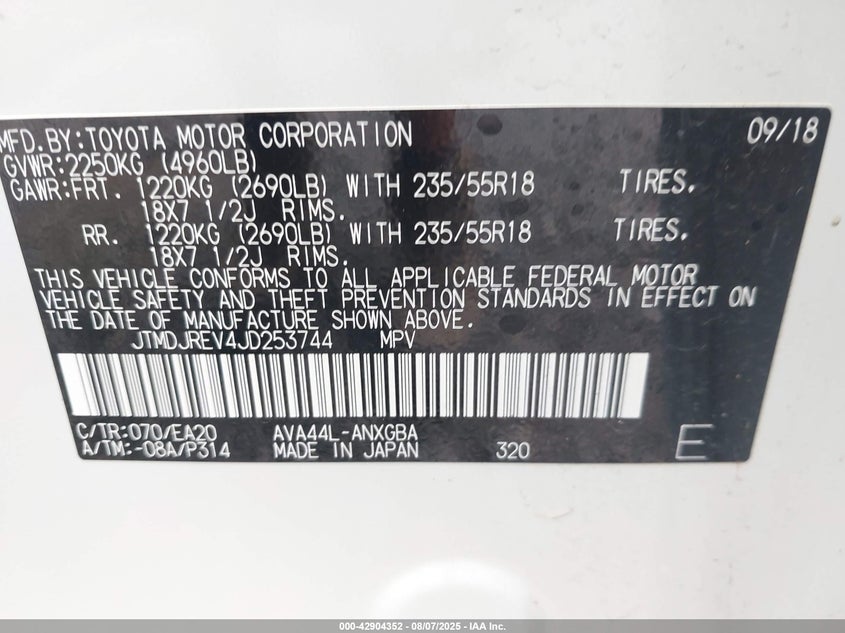 MFD.BY:TOYOTA MOTOR CORPORATION 09/18
GVWR:2250KG (4960LB)
GAWR:FRT. 1220KG (2690LB) WITH 235/55R18 TIRES.
18X7 1/2J RIMS.
RR. 1220KG (2690LB) WITH 235/55R18 TIRES.
18X7 1/2J RIMS.
THIS VEHICLE CONFORMS TO ALL APPLICABLE FEDERAL MOTOR
VEHICLE SAFETY AND THEFT PREVENTION STANDARDS IN EFFECT ON
THE DATE OF MANUFACTURE SHOWN ABOVE.
JTMDJREV4JD253744 MPV
C/TR:070/EA20 AVA44L-ANXGBA
A/TM:-08A/P314 MADE IN JAPAN 320 E
000-42904352 - 08/07/2025 - IAA Inc.